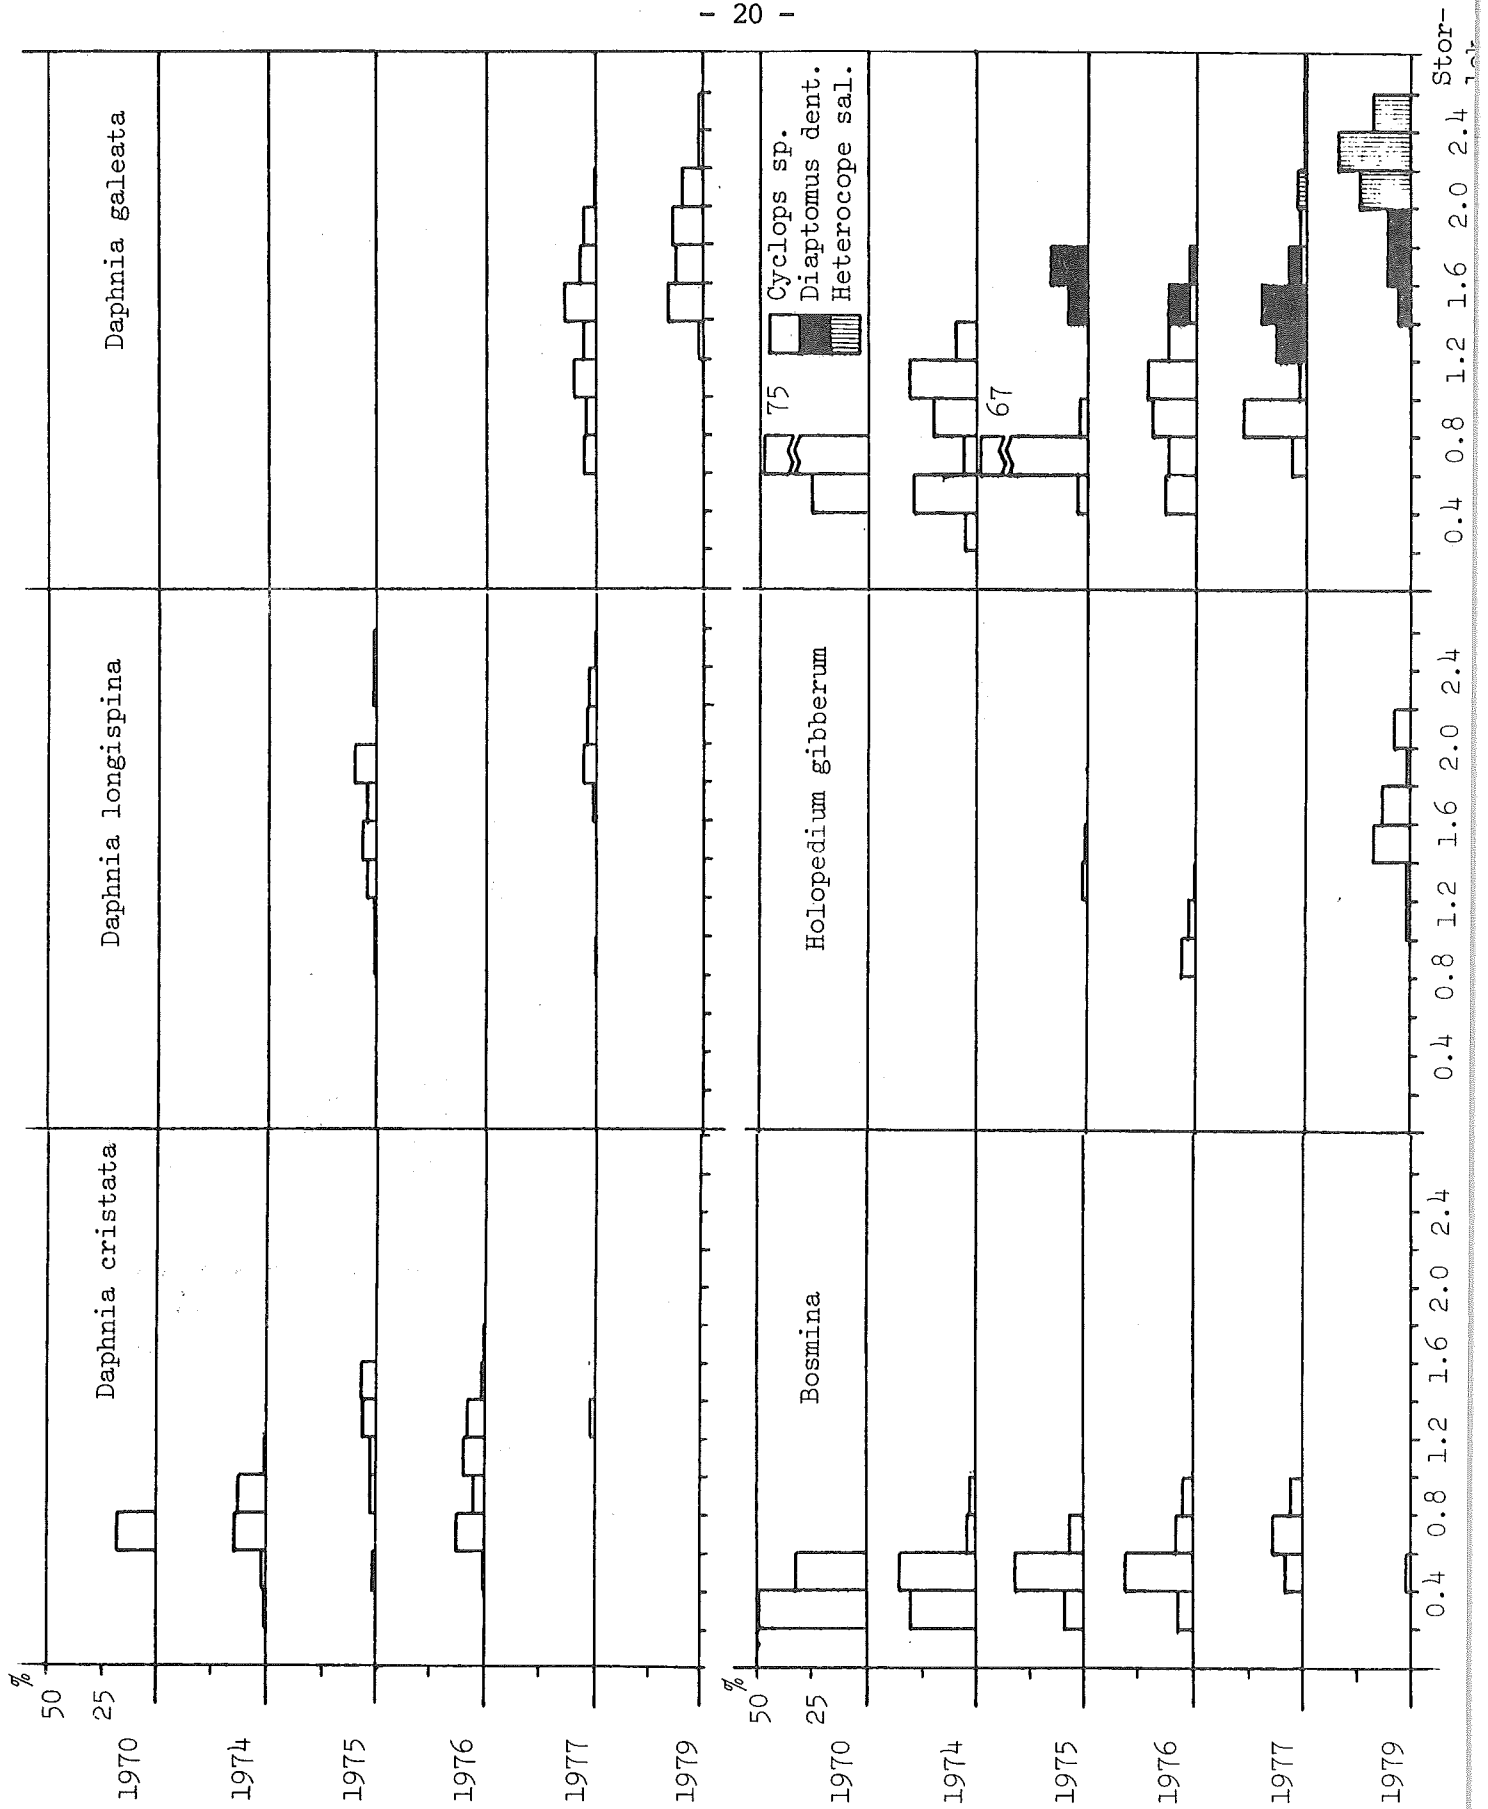 - 20 -
Daphnia cristata
Daphnia longispina
Daphnia galeata
%
50
25
1970
1974
1975
1976
1977
1979
Bosmina
Holopedium gibberum
75
Cyclops sp.
Diaptomus dent.
Heterocope sal.
67
%
50
25
1970
1974
1975
1976
1977
1979
0.4 0.8 1.2 1.6 2.0 2.4
0.4 0.8 1.2 1.6 2.0 2.4
0.4 0.8 1.2 1.6 2.0 2.4
Stor-